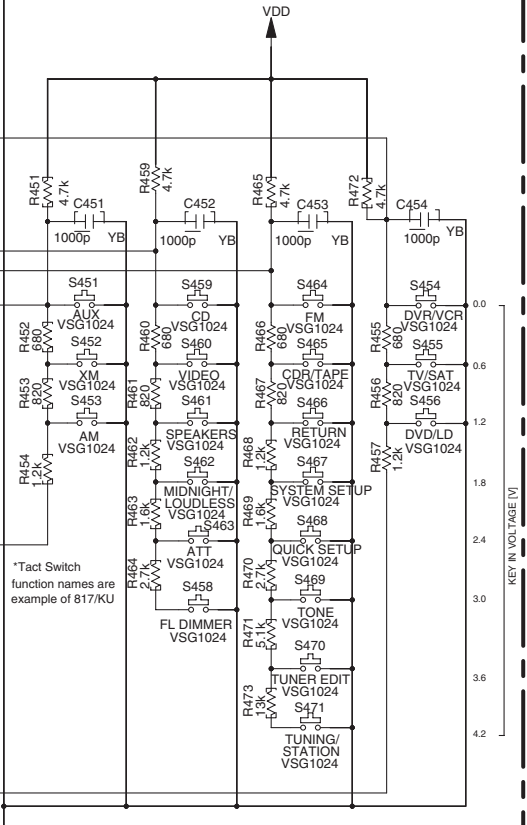 VDD
R451
4.7k
R459
4.7k
R465
4.7k
R472
4.7k
C451
1000p
YB
C452
1000p
YB
C453
1000p
YB
C454
1000p
YB
S451
AUX
VSG1024
R452
680
S452
XM
VSG1024
R453
820
S453
AM
VSG1024
R454
1.2k
S459
CD
VSG1024
R460
680
S460
VIDEO
VSG1024
R461
820
S461
SPEAKERS
VSG1024
R462
1.2k
S462
MIDNIGHT/
LOUDLESS
VSG1024
R463
1.6k
S463
ATT
VSG1024
R464
2.7k
S458
FL DIMMER
VSG1024
S464
FM
VSG1024
R466
680
S465
CDR/TAPE
VSG1024
R467
820
S466
RETURN
VSG1024
R468
1.2k
S467
SYSTEM SETUP
VSG1024
R469
1.6k
S468
QUICK SETUP
VSG1024
R470
2.7k
S469
TONE
VSG1024
R471
5.1k
S470
TUNER EDIT
VSG1024
R473
13k
S471
TUNING/
STATION
VSG1024
S454
DVR/VCR
VSG1024
R455
680
S455
TV/SAT
VSG1024
R456
820
S456
DVD/LD
VSG1024
R457
1.2k
0.0
0.6
1.2
1.8
2.4
3.0
3.6
4.2
KEY IN VOLTAGE [V]
*Tact Switch
function names are
example of 817/KU